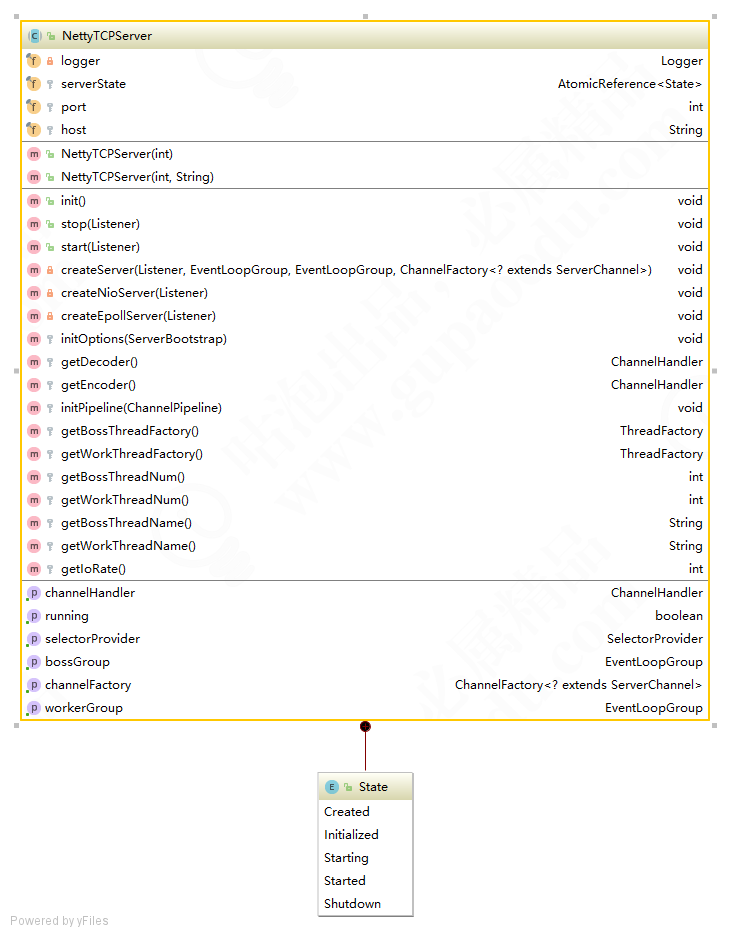 NettyTCPServer
logger Logger
serverState AtomicReference<State>
port int
host String
NettyTCPServer(int)
NettyTCPServer(int, String)
init() void
stop(Listener) void
start(Listener) void
createServer(Listener, EventLoopGroup, EventLoopGroup, ChannelFactory<? extends ServerChannel>) void
createNioServer(Listener) void
createEpollServer(Listener) void
initOptions(ServerBootstrap) void
getDecoder() ChannelHandler
getEncoder() ChannelHandler
initPipeline(ChannelPipeline) void
getBossThreadFactory() ThreadFactory
getWorkThreadFactory() ThreadFactory
getBossThreadNum() int
getWorkThreadNum() int
getBossThreadName() String
getWorkThreadName() String
getIoRate() int
channelHandler ChannelHandler
running boolean
selectorProvider SelectorProvider
bossGroup EventLoopGroup
channelFactory ChannelFactory<? extends ServerChannel>
workerGroup EventLoopGroup
State
Created
Initialized
Starting
Started
Shutdown
Powered by yFiles